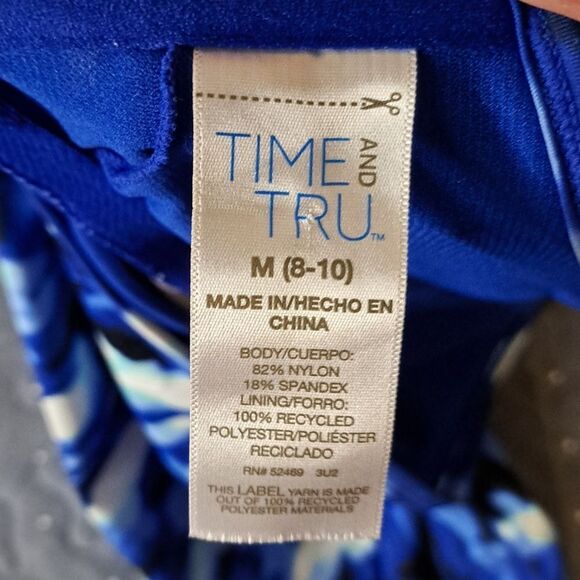 TIME AND
TRU™
M (8-10)
MADE IN/HECHO EN
CHINA
BODY/CUERPO:
82% NYLON
18% SPANDEX
LINING/FORRO:
100% RECYCLED
POLYESTER/POLIÉSTER
RECICLADO
RN# 52469 3U2
THIS LABEL YARN IS MADE
OUT OF 100% RECYCLED
POLYESTER MATERIALS